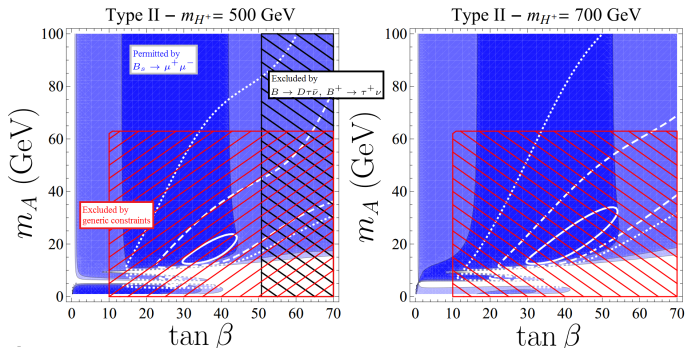 Type II − m_{H⁺} = 500 GeV
Permitted by
B_s → μ⁺ μ⁻
Excluded by
B → Dτν̄, B⁺ → τ⁺ν
Excluded by
generic constraints
m_A (GeV)
100
80
60
40
20
0
0 10 20 30 40 50 60 70
tan β
Type II − m_{H⁺} = 700 GeV
m_A (GeV)
100
80
60
40
20
0
0 10 20 30 40 50 60 70
tan β